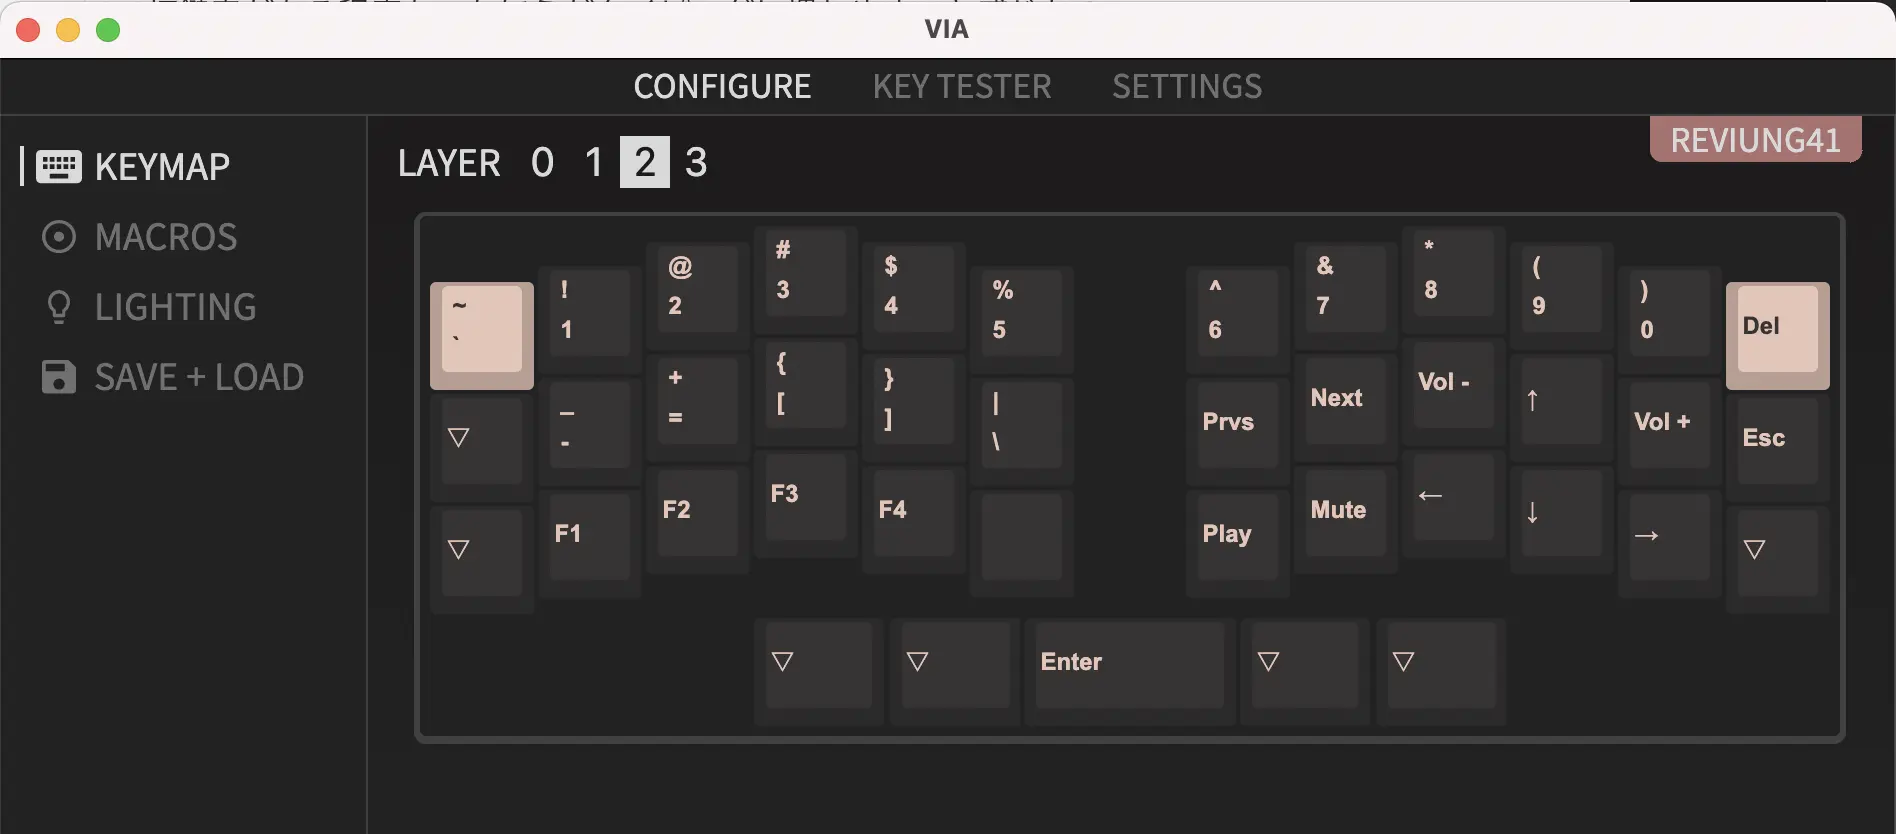 VIA
CONFIGURE KEY TESTER SETTINGS
KEYMAP
MACROS
LIGHTING
SAVE + LOAD
LAYER 0 1 2 3
REVIUNG41
~ ! @ # $ % ^ & * ( ) Del
` 1 2 3 4 5 6 7 8 9 0
▽ _ + { } | Prvs Next Vol - ↑ Vol + Esc
- = [ ] \
▽ F1 F2 F3 F4 Play Mute ← ↓ → ▽
▽ ▽ Enter ▽ ▽